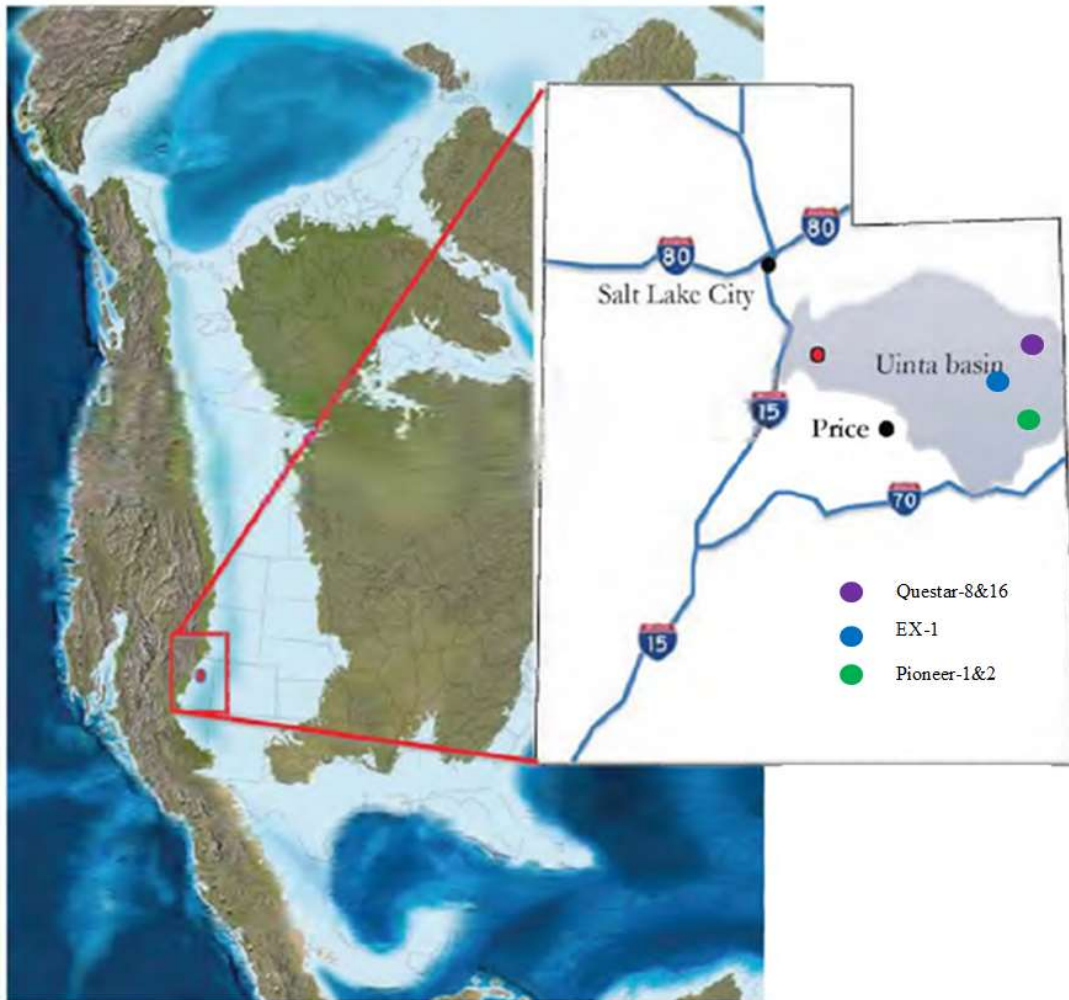 80
80
Salt Lake City
Uinta basin
15
Price
70
Questar-8&16
EX-1
15
Pioneer-1&2